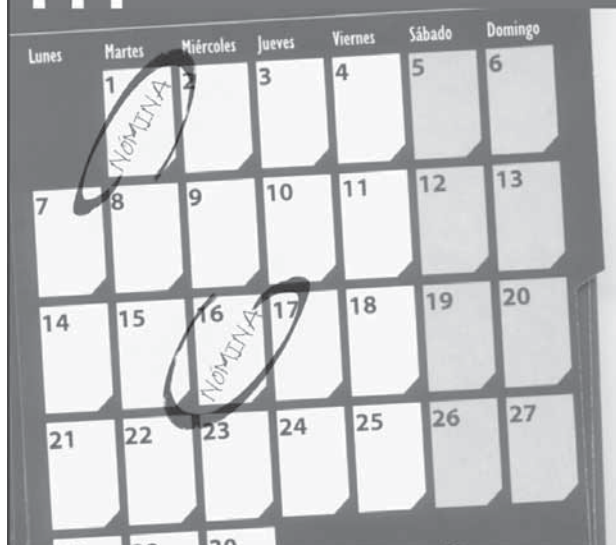 Lunes Martes Miércoles Jueves Viernes Sábado Domingo
1 2 3 4 5 6
NÓMINA
7 8 9 10 11 12 13
14 15 16 17 18 19 20
NÓMINA
21 22 23 24 25 26 27
30